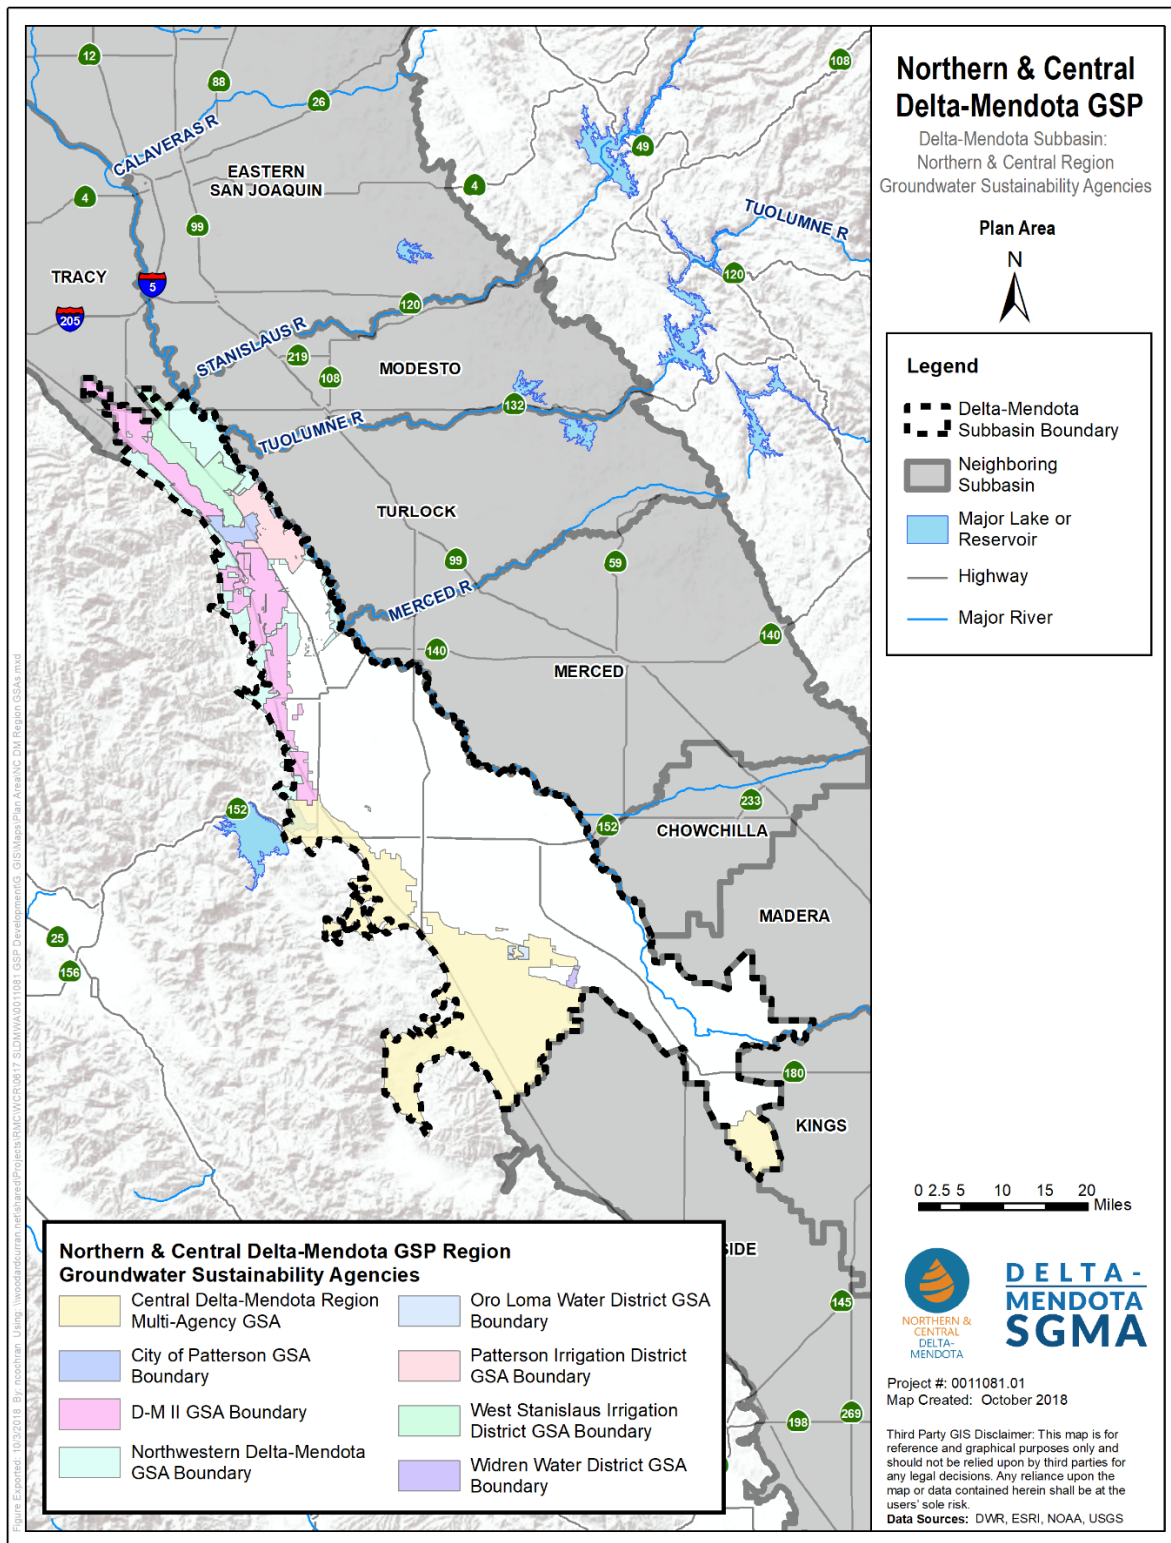 Northern & Central
Delta-Mendota GSP
Delta-Mendota Subbasin:
Northern & Central Region
Groundwater Sustainability Agencies
Plan Area
N
Legend
Delta-Mendota
Subbasin Boundary
Neighboring
Subbasin
Major Lake or
Reservoir
Highway
Major River
12
88
26
108
49
CALAVERAS R
EASTERN
SAN JOAQUIN
4
4
99
TUOLUMNE R
TRACY
5
120
205
120
STANISLAUS R
219
108
MODESTO
132
TUOLUMNE R
TURLOCK
99
59
MERCED R
140
140
MERCED
152
233
152
CHOWCHILLA
MADERA
25
156
180
KINGS
SIDE
145
198
269
0 2.5 5 10 15 20
Miles
Northern & Central Delta-Mendota GSP Region
Groundwater Sustainability Agencies
Central Delta-Mendota Region
Multi-Agency GSA
City of Patterson GSA
Boundary
D-M II GSA Boundary
Northwestern Delta-Mendota
GSA Boundary
Oro Loma Water District GSA
Boundary
Patterson Irrigation District
GSA Boundary
West Stanislaus Irrigation
District GSA Boundary
Widren Water District GSA
Boundary
NORTHERN &
CENTRAL
DELTA-
MENDOTA
DELTA-
MENDOTA
SGMA
Project #: 0011081.01
Map Created: October 2018
Third Party GIS Disclaimer: This map is for
reference and graphical purposes only and
should not be relied upon by third parties for
any legal decisions. Any reliance upon the
map or data contained herein shall be at the
users' sole risk.
Data Sources: DWR, ESRI, NOAA, USGS